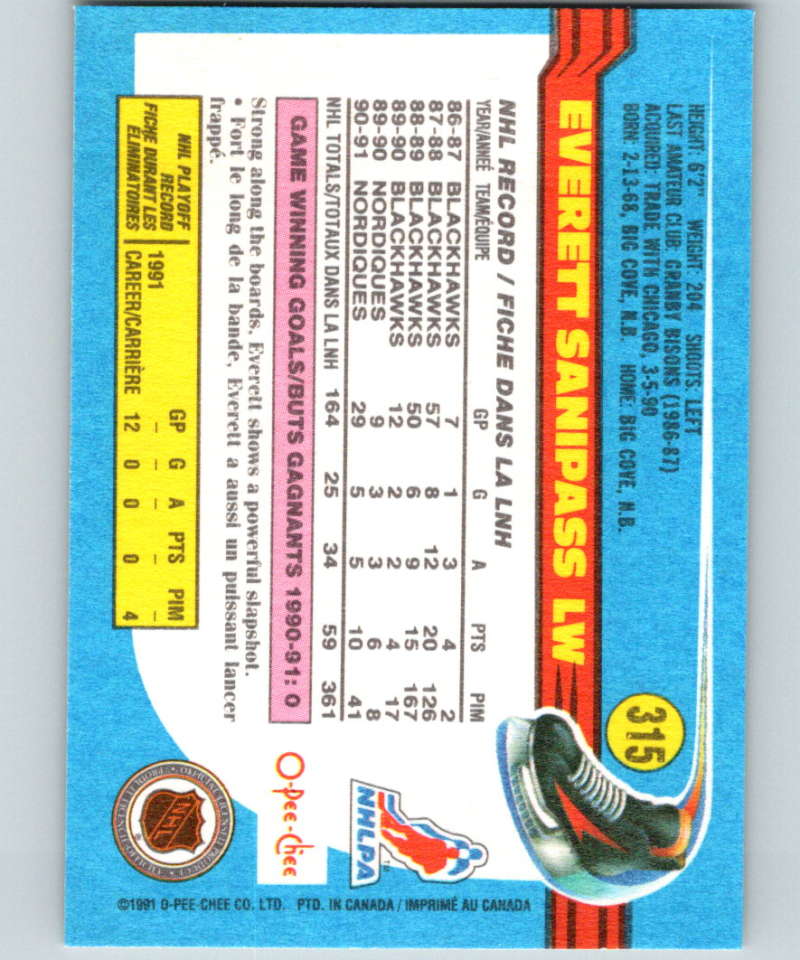 315
EVERETT SANIPASS LW
HEIGHT: 6'2" WEIGHT: 204 SHOOTS: LEFT
LAST AMATEUR CLUB: GRANBY BISONS (1986-87)
ACQUIRED: TRADE WITH CHICAGO, 3-5-90
BORN: 2-13-68, BIG COVE, N.B. HOME: BIG COVE, N.B.
NHL RECORD / FICHE DANS LA LNH
YEAR/ANNÉE TEAM/ÉQUIPE GP G A PTS PIM
86-87 BLACKHAWKS 7 1 3 4 2
87-88 BLACKHAWKS 57 8 12 20 126
88-89 BLACKHAWKS 50 6 9 15 167
89-90 BLACKHAWKS 12 2 2 4 17
89-90 NORDIQUES 9 3 3 6 8
90-91 NORDIQUES 29 5 5 10 41
NHL TOTALS/TOTAUX DANS LA LNH 164 25 34 59 361
GAME WINNING GOALS/BUTS GAGNANTS 1990-91: 0
Strong along the boards, Everett shows a powerful slapshot.
• Fort le long de la bande, Everett a aussi un puissant lancer
frappé.
NHL PLAYOFF
RECORD
FICHE DURANT LES
ÉLIMINATOIRES
GP G A PTS PIM
1991 - - - - -
CAREER/CARRIÈRE 12 0 0 0 4
NHLPA
TM
O-Pee-Chee
NHL
©1991 O-PEE-CHEE CO. LTD. PTD. IN CANADA / IMPRIMÉ AU CANADA